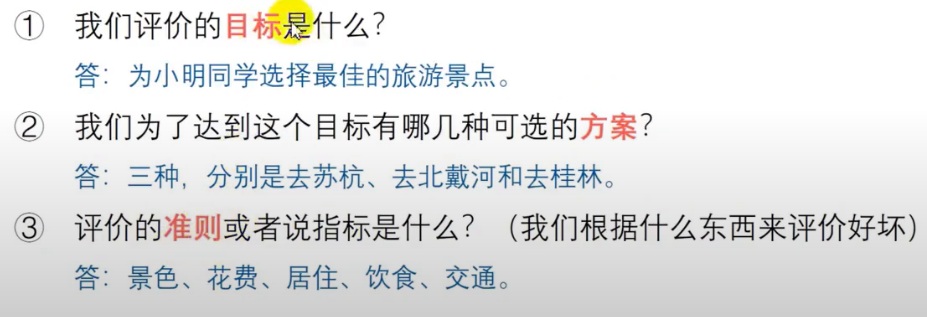 ① 我们评价的目标是什么？
答：为小明同学选择最佳的旅游景点。
② 我们为了达到这个目标有哪几种可选的方案？
答：三种，分别是去苏杭、去北戴河和去桂林。
③ 评价的准则或者说指标是什么？（我们根据什么东西来评价好坏）
答：景色、花费、居住、饮食、交通。